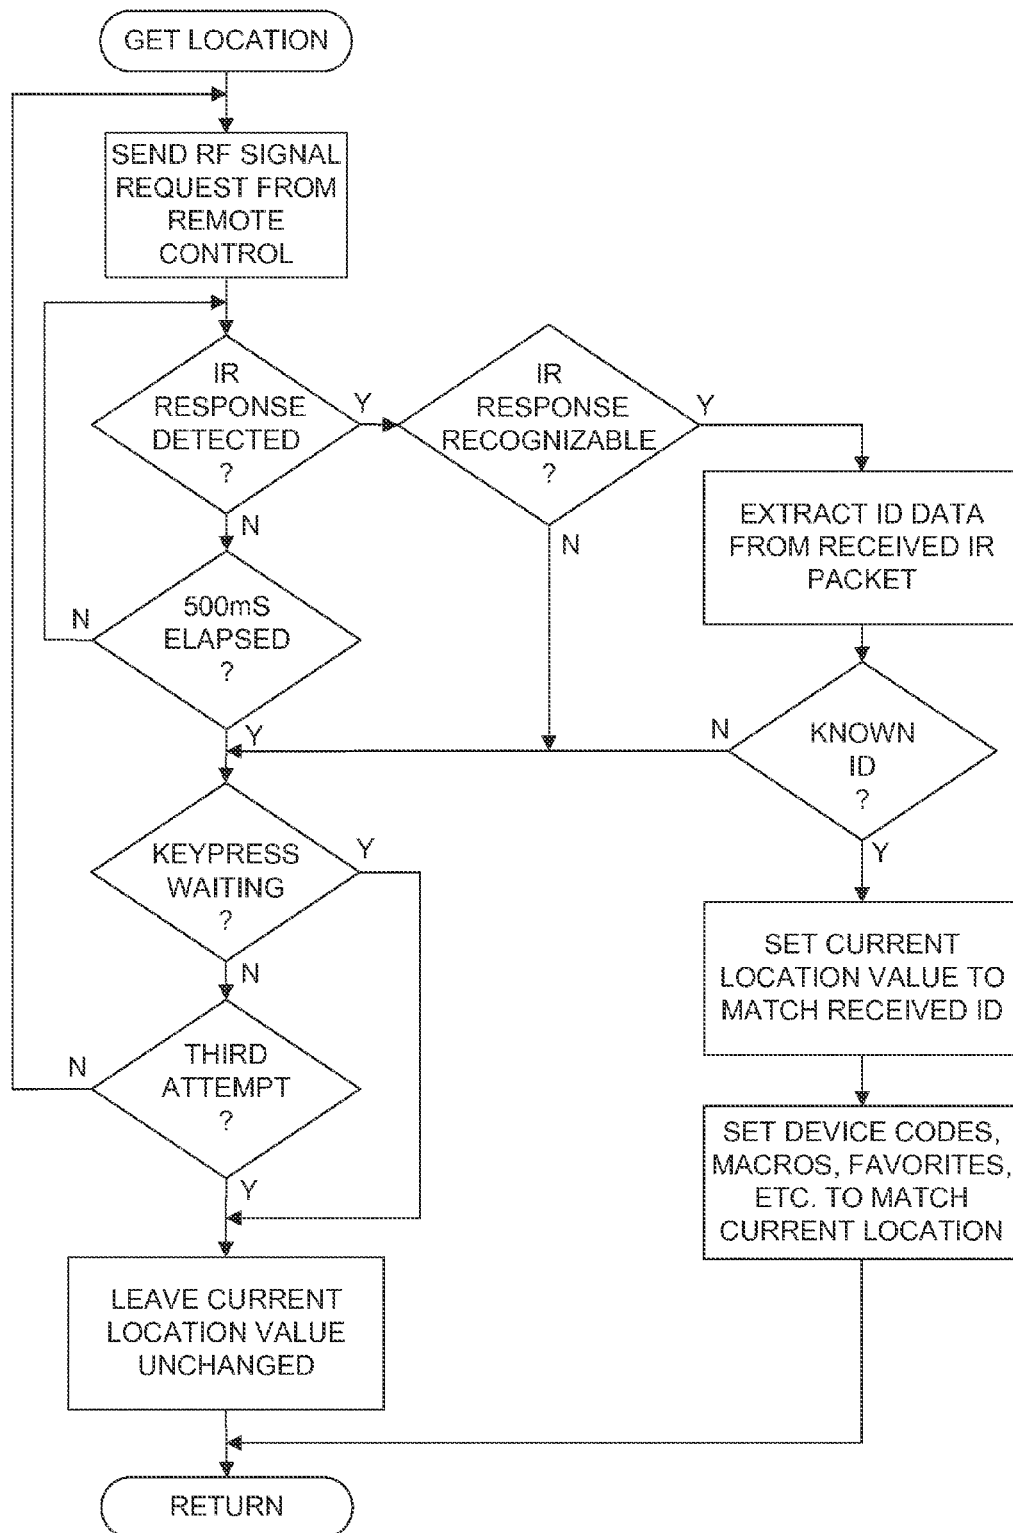 GET LOCATION
SEND RF SIGNAL
REQUEST FROM
REMOTE
CONTROL
IR
RESPONSE
DETECTED
?
Y
N
IR
RESPONSE
RECOGNIZABLE
?
Y
N
EXTRACT ID DATA
FROM RECEIVED IR
PACKET
500mS
ELAPSED
?
N
Y
KNOWN
ID
?
N
Y
KEYPRESS
WAITING
?
Y
N
SET CURRENT
LOCATION VALUE TO
MATCH RECEIVED ID
THIRD
ATTEMPT
?
N
Y
SET DEVICE CODES,
MACROS, FAVORITES,
ETC. TO MATCH
CURRENT LOCATION
LEAVE CURRENT
LOCATION VALUE
UNCHANGED
RETURN